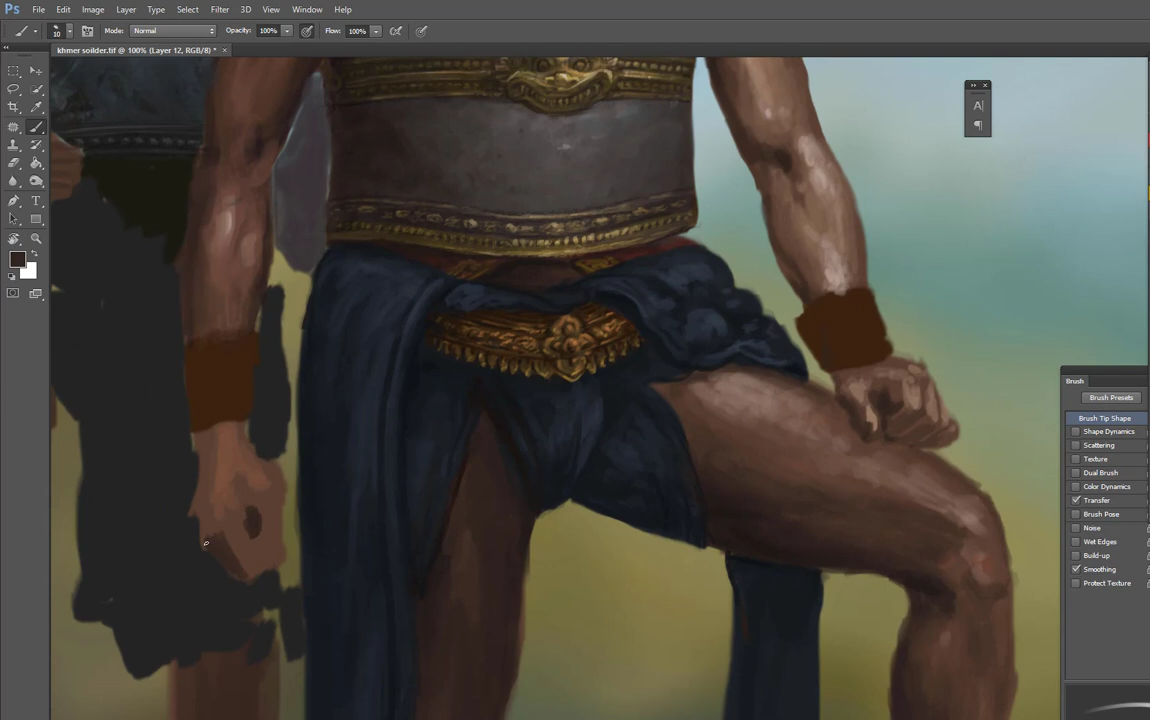 Ps File Edit Image Layer Type Select Filter 3D View Window Help
10 Mode: Normal Opacity: 100% Flow: 100%
khmer soilder.tif @ 100% (Layer 12, RGB/8) * ×
A|
¶
T
Brush
Brush Presets
Brush Tip Shape
Shape Dynamics
Scattering
Texture
Dual Brush
Color Dynamics
Transfer
Brush Pose
Noise
Wet Edges
Build-up
Smoothing
Protect Texture